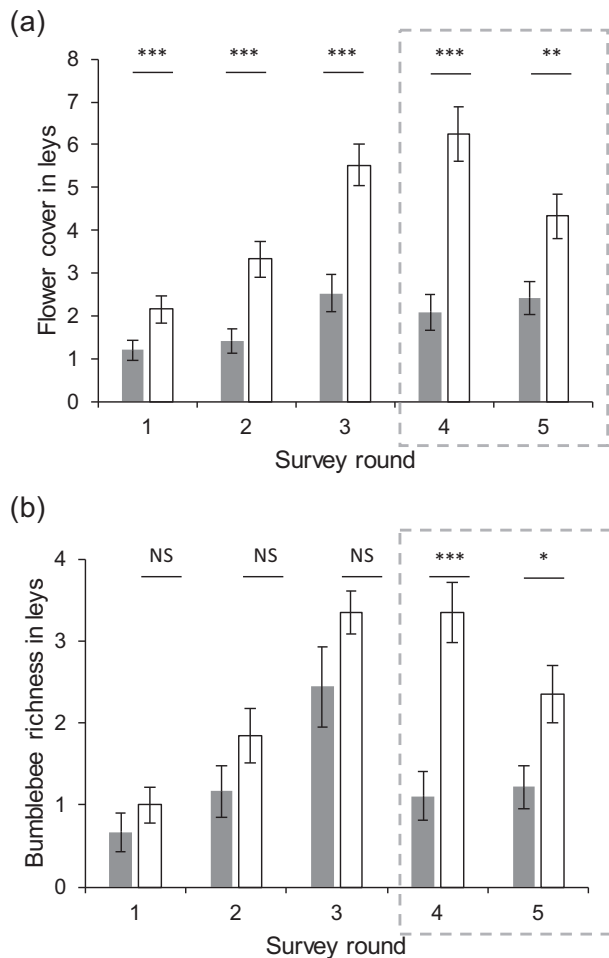 (a)
*** *** *** *** **
8
7
6
5
4
3
2
1
0
Flower cover in leys
1 2 3 4 5
Survey round
(b)
NS NS NS *** *
4
3
2
1
0
Bumblebee richness in leys
1 2 3 4 5
Survey round